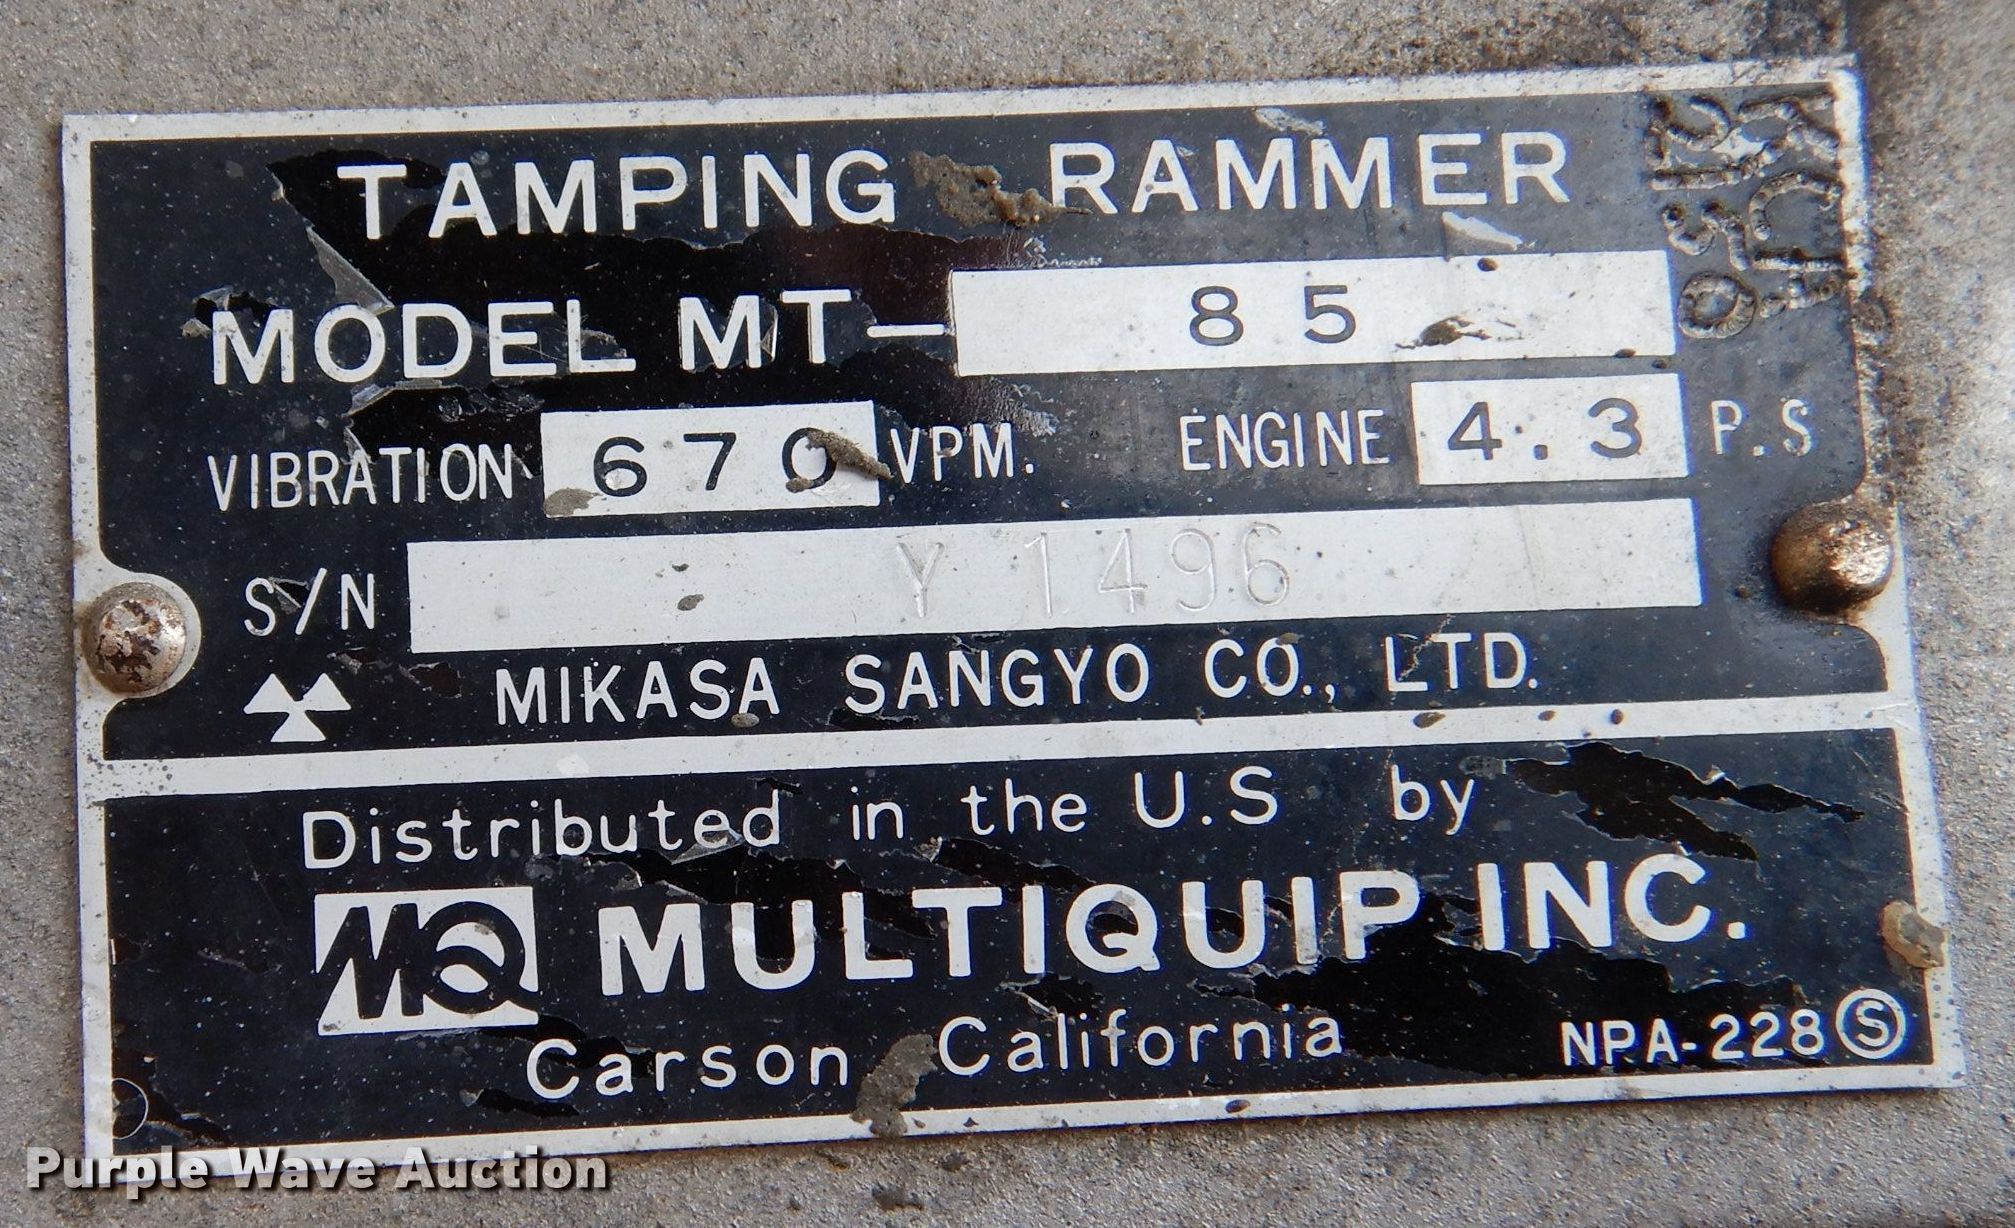 TAMPING RAMMER
MODEL MT- 85
VIBRATION 670 VPM. ENGINE 4.3 P.S
S/N Y 1496
MIKASA SANGYO CO., LTD.
Distributed in the U.S by
MQ MULTIQUIP INC.
Carson California
NPA-228 S
Purple Wave Auction